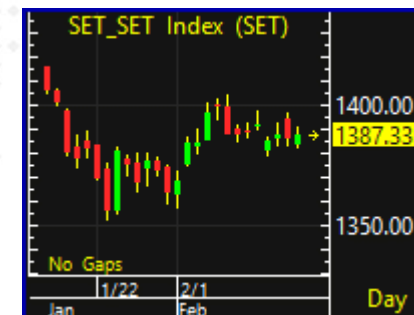 SET_SET Index (SET)
1400.00
1387.33
1350.00
No Gaps
1/22 2/1
Jan Feb
Day